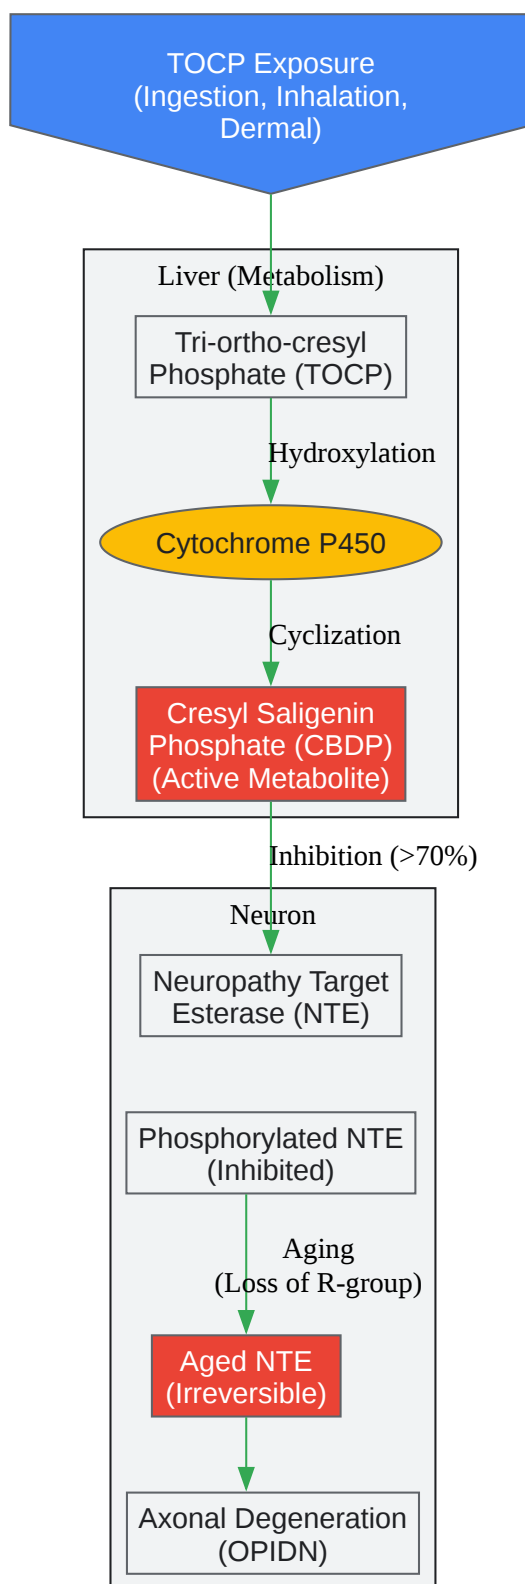 TOCP Exposure
(Ingestion, Inhalation,
Dermal)
Liver (Metabolism)
Tri-ortho-cresyl
Phosphate (TOCP)
Hydroxylation
Cytochrome P450
Cyclization
Cresyl Saligenin
Phosphate (CBDP)
(Active Metabolite)
Inhibition (>70%)
Neuron
Neuropathy Target
Esterase (NTE)
Phosphorylated NTE
(Inhibited)
Aging
(Loss of R-group)
Aged NTE
(Irreversible)
Axonal Degeneration
(OPIDN)